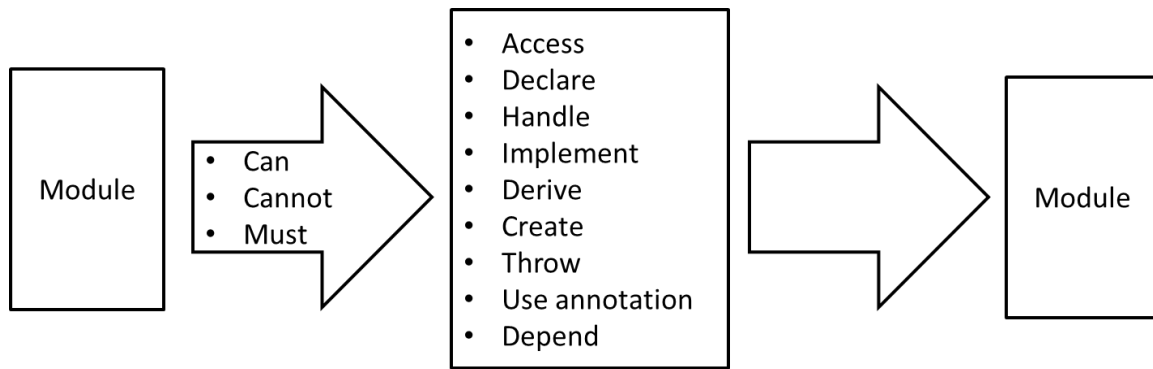 Module
• Can
• Cannot
• Must
• Access
• Declare
• Handle
• Implement
• Derive
• Create
• Throw
• Use annotation
• Depend
Module